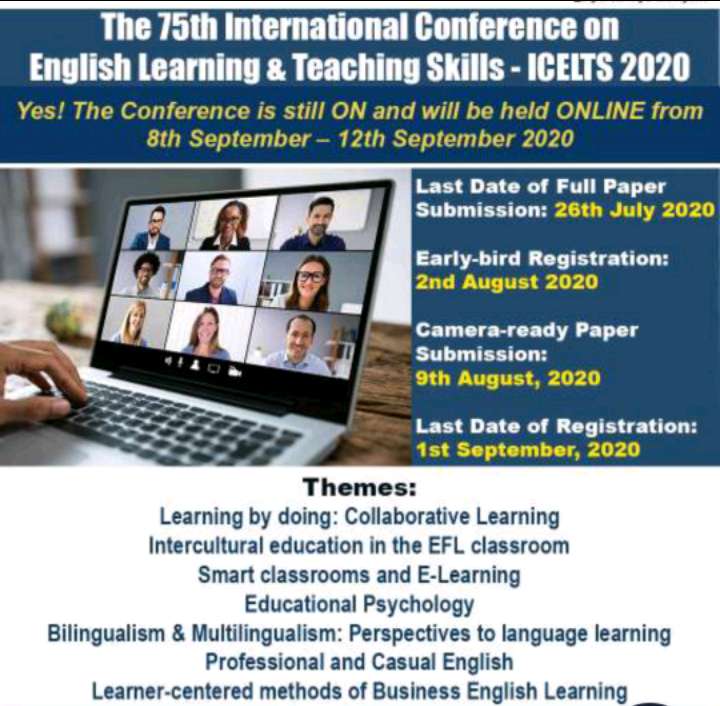 The 75th International Conference on
English Learning & Teaching Skills - ICELTS 2020
Yes! The Conference is still ON and will be held ONLINE from
8th September – 12th September 2020
Last Date of Full Paper
Submission: 26th July 2020
Early-bird Registration:
2nd August 2020
Camera-ready Paper
Submission:
9th August, 2020
Last Date of Registration:
1st September, 2020
Themes:
Learning by doing: Collaborative Learning
Intercultural education in the EFL classroom
Smart classrooms and E-Learning
Educational Psychology
Bilingualism & Multilingualism: Perspectives to language learning
Professional and Casual English
Learner-centered methods of Business English Learning